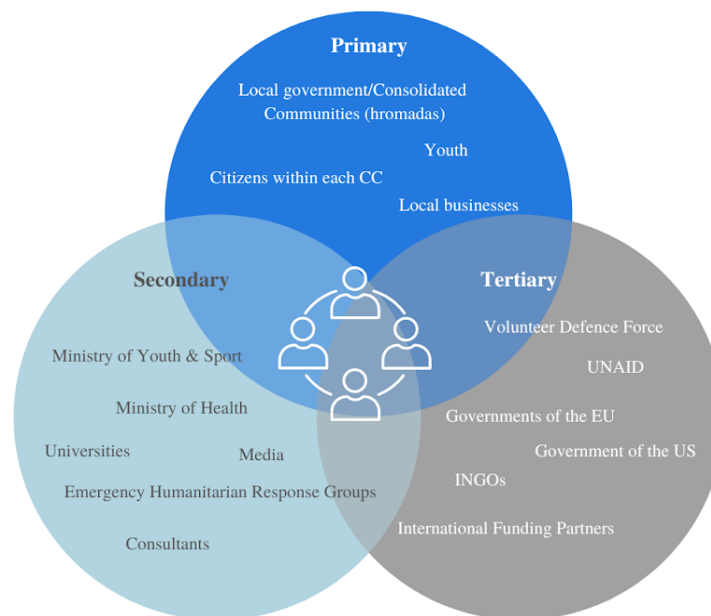 Primary
Local government/Consolidated
Communities (hromadas)
Youth
Citizens within each CC
Local businesses
Secondary
Ministry of Youth & Sport
Ministry of Health
Universities
Media
Emergency Humanitarian Response Groups
Consultants
Tertiary
Volunteer Defence Force
UNAID
Governments of the EU
Government of the US
INGOs
International Funding Partners